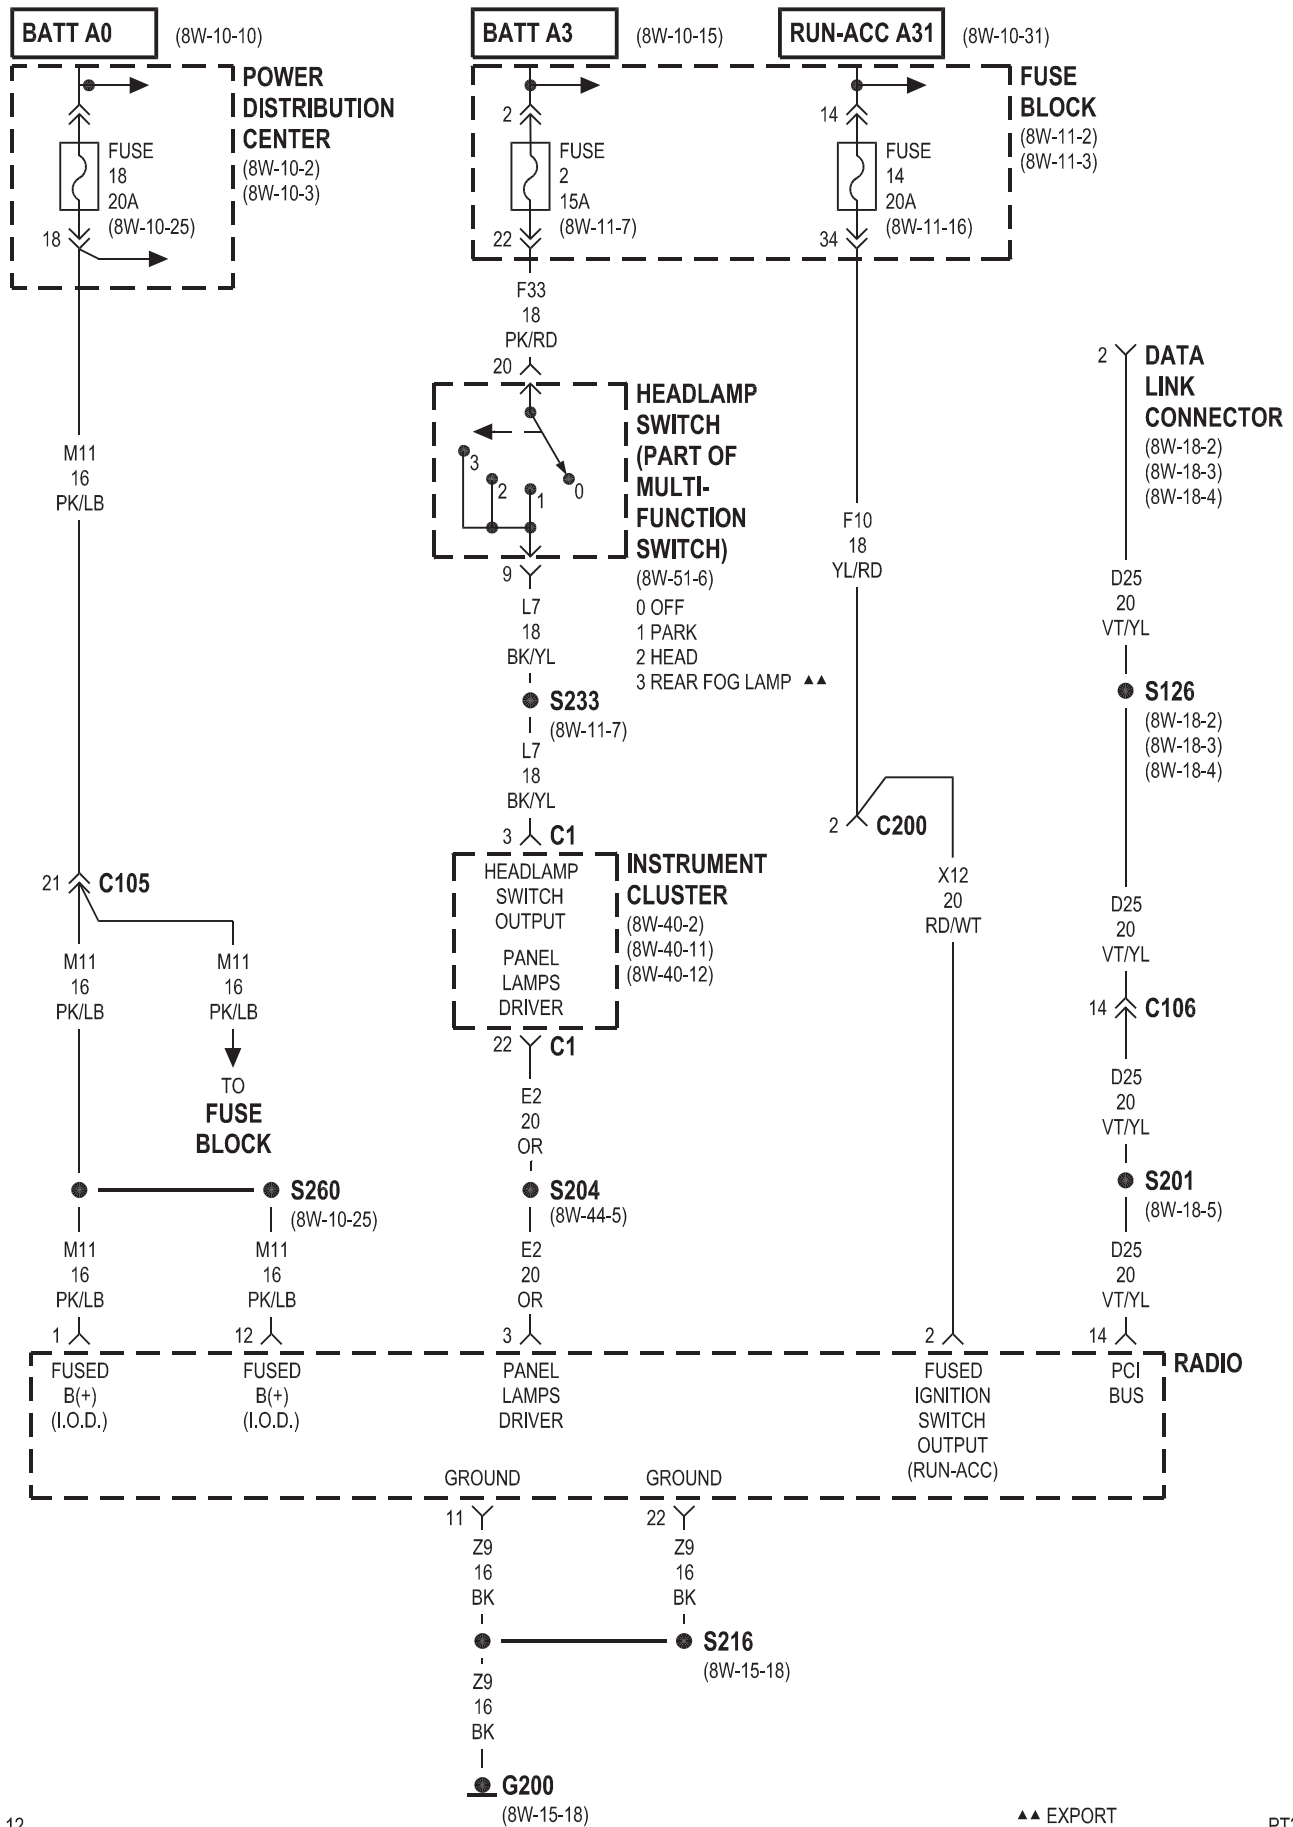 BATT A0 (8W-10-10)
BATT A3 (8W-10-15)
RUN-ACC A31 (8W-10-31)
POWER
DISTRIBUTION
CENTER
(8W-10-2)
(8W-10-3)
FUSE
18
20A
(8W-10-25)
18
2
FUSE
2
15A
(8W-11-7)
22
14
FUSE
14
20A
(8W-11-16)
34
FUSE
BLOCK
(8W-11-2)
(8W-11-3)
F33
18
PK/RD
20
HEADLAMP
SWITCH
(PART OF
MULTI-
FUNCTION
SWITCH)
(8W-51-6)
0 OFF
1 PARK
2 HEAD
3 REAR FOG LAMP ▲▲
3
2
1
0
9
L7
18
BK/YL
S233
(8W-11-7)
L7
18
BK/YL
3 C1
HEADLAMP
SWITCH
OUTPUT
PANEL
LAMPS
DRIVER
INSTRUMENT
CLUSTER
(8W-40-2)
(8W-40-11)
(8W-40-12)
22 C1
E2
20
OR
S204
(8W-44-5)
E2
20
OR
3
M11
16
PK/LB
21 C105
M11
16
PK/LB
M11
16
PK/LB
TO
FUSE
BLOCK
S260
(8W-10-25)
M11
16
PK/LB
M11
16
PK/LB
1
12
F10
18
YL/RD
2 C200
X12
20
RD/WT
2
2 DATA
LINK
CONNECTOR
(8W-18-2)
(8W-18-3)
(8W-18-4)
D25
20
VT/YL
S126
(8W-18-2)
(8W-18-3)
(8W-18-4)
D25
20
VT/YL
14 C106
D25
20
VT/YL
S201
(8W-18-5)
D25
20
VT/YL
14
RADIO
FUSED
B(+)
(I.O.D.)
FUSED
B(+)
(I.O.D.)
PANEL
LAMPS
DRIVER
FUSED
IGNITION
SWITCH
OUTPUT
(RUN-ACC)
PCI
BUS
GROUND
GROUND
11
22
Z9
16
BK
Z9
16
BK
S216
(8W-15-18)
Z9
16
BK
G200
(8W-15-18)
▲▲ EXPORT